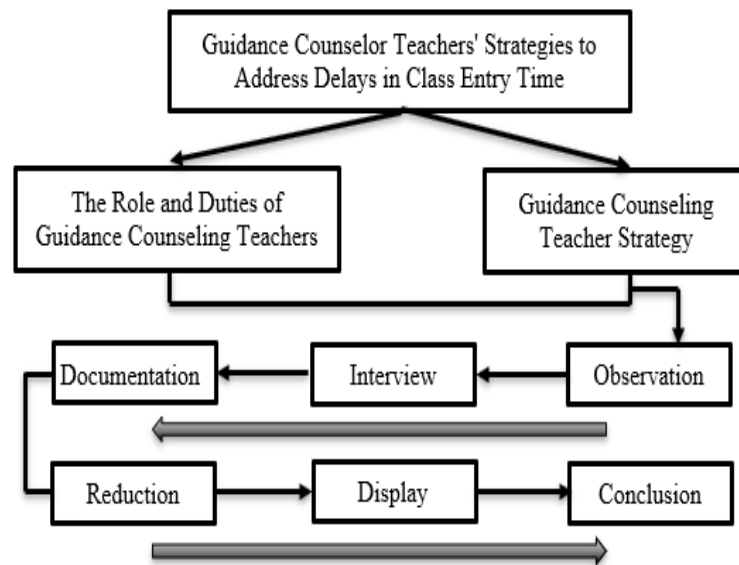 Guidance Counselor Teachers' Strategies to
Address Delays in Class Entry Time
The Role and Duties of
Guidance Counseling Teachers
Guidance Counseling
Teacher Strategy
Documentation
Interview
Observation
Reduction
Display
Conclusion